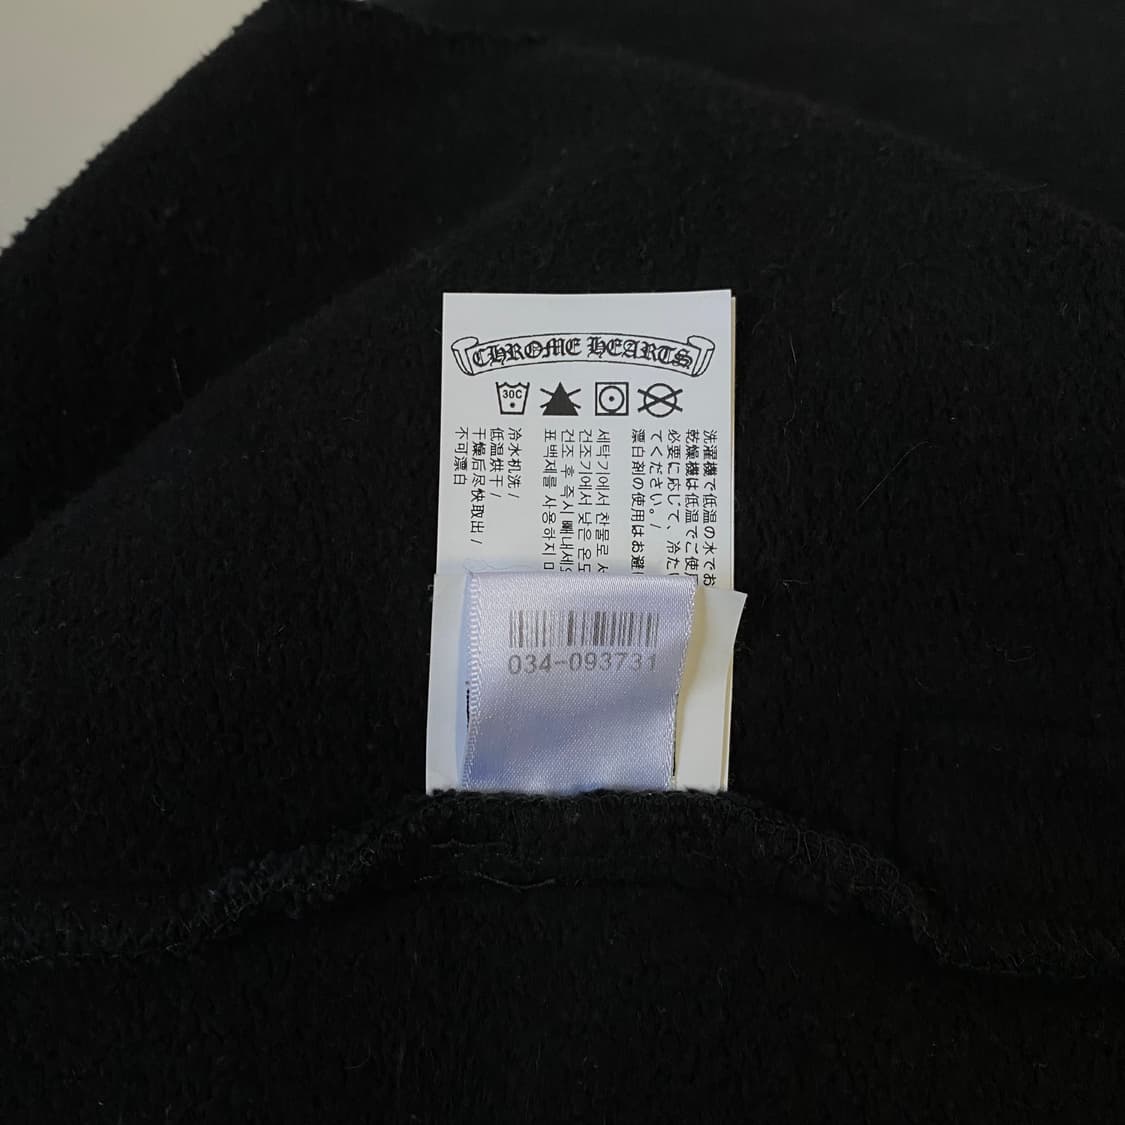 CHROME HEARTS
30C
洗濯機で低温の水でお
乾燥機は低温でご使用
必要に応じて、冷たい
てください。/
漂白剤の使用はお避け
세탁기에서 찬물로
건조기에서 낮은 온도
건조 후 즉시 빼내세요
표백제를 사용하지
冷水机洗/
低温烘干/
干燥后尽快取出/
不可漂白
034-093731